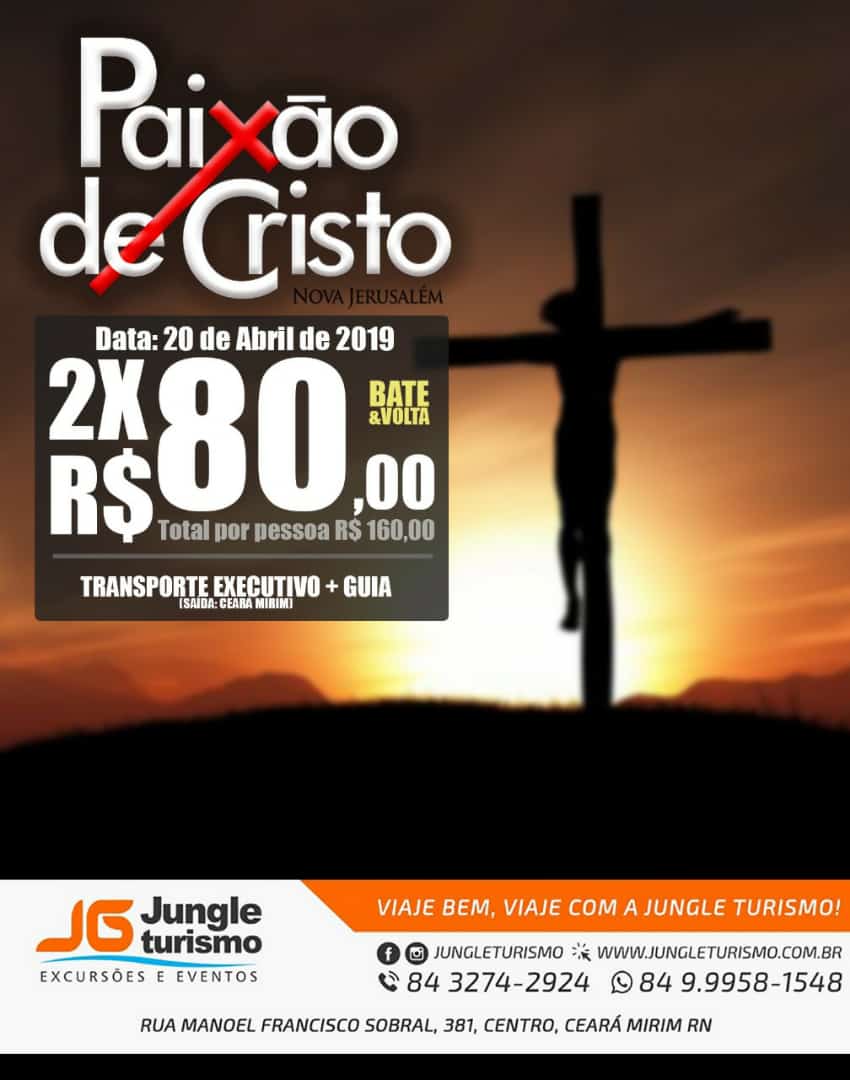 Paixão
de Cristo
NOVA JERUSALÉM
Data: 20 de Abril de 2019
2X
R$80,00
BATE
&VOLTA
Total por pessoa R$ 160,00
TRANSPORTE EXECUTIVO + GUIA
(SAÍDA: CEARÁ MIRIM)
JG Jungle
turismo
EXCURSÕES E EVENTOS
VIAJE BEM, VIAJE COM A JUNGLE TURISMO!
JUNGLETURISMO WWW.JUNGLETURISMO.COM.BR
84 3274-2924 84 9.9958-1548
RUA MANOEL FRANCISCO SOBRAL, 381, CENTRO, CEARÁ MIRIM RN